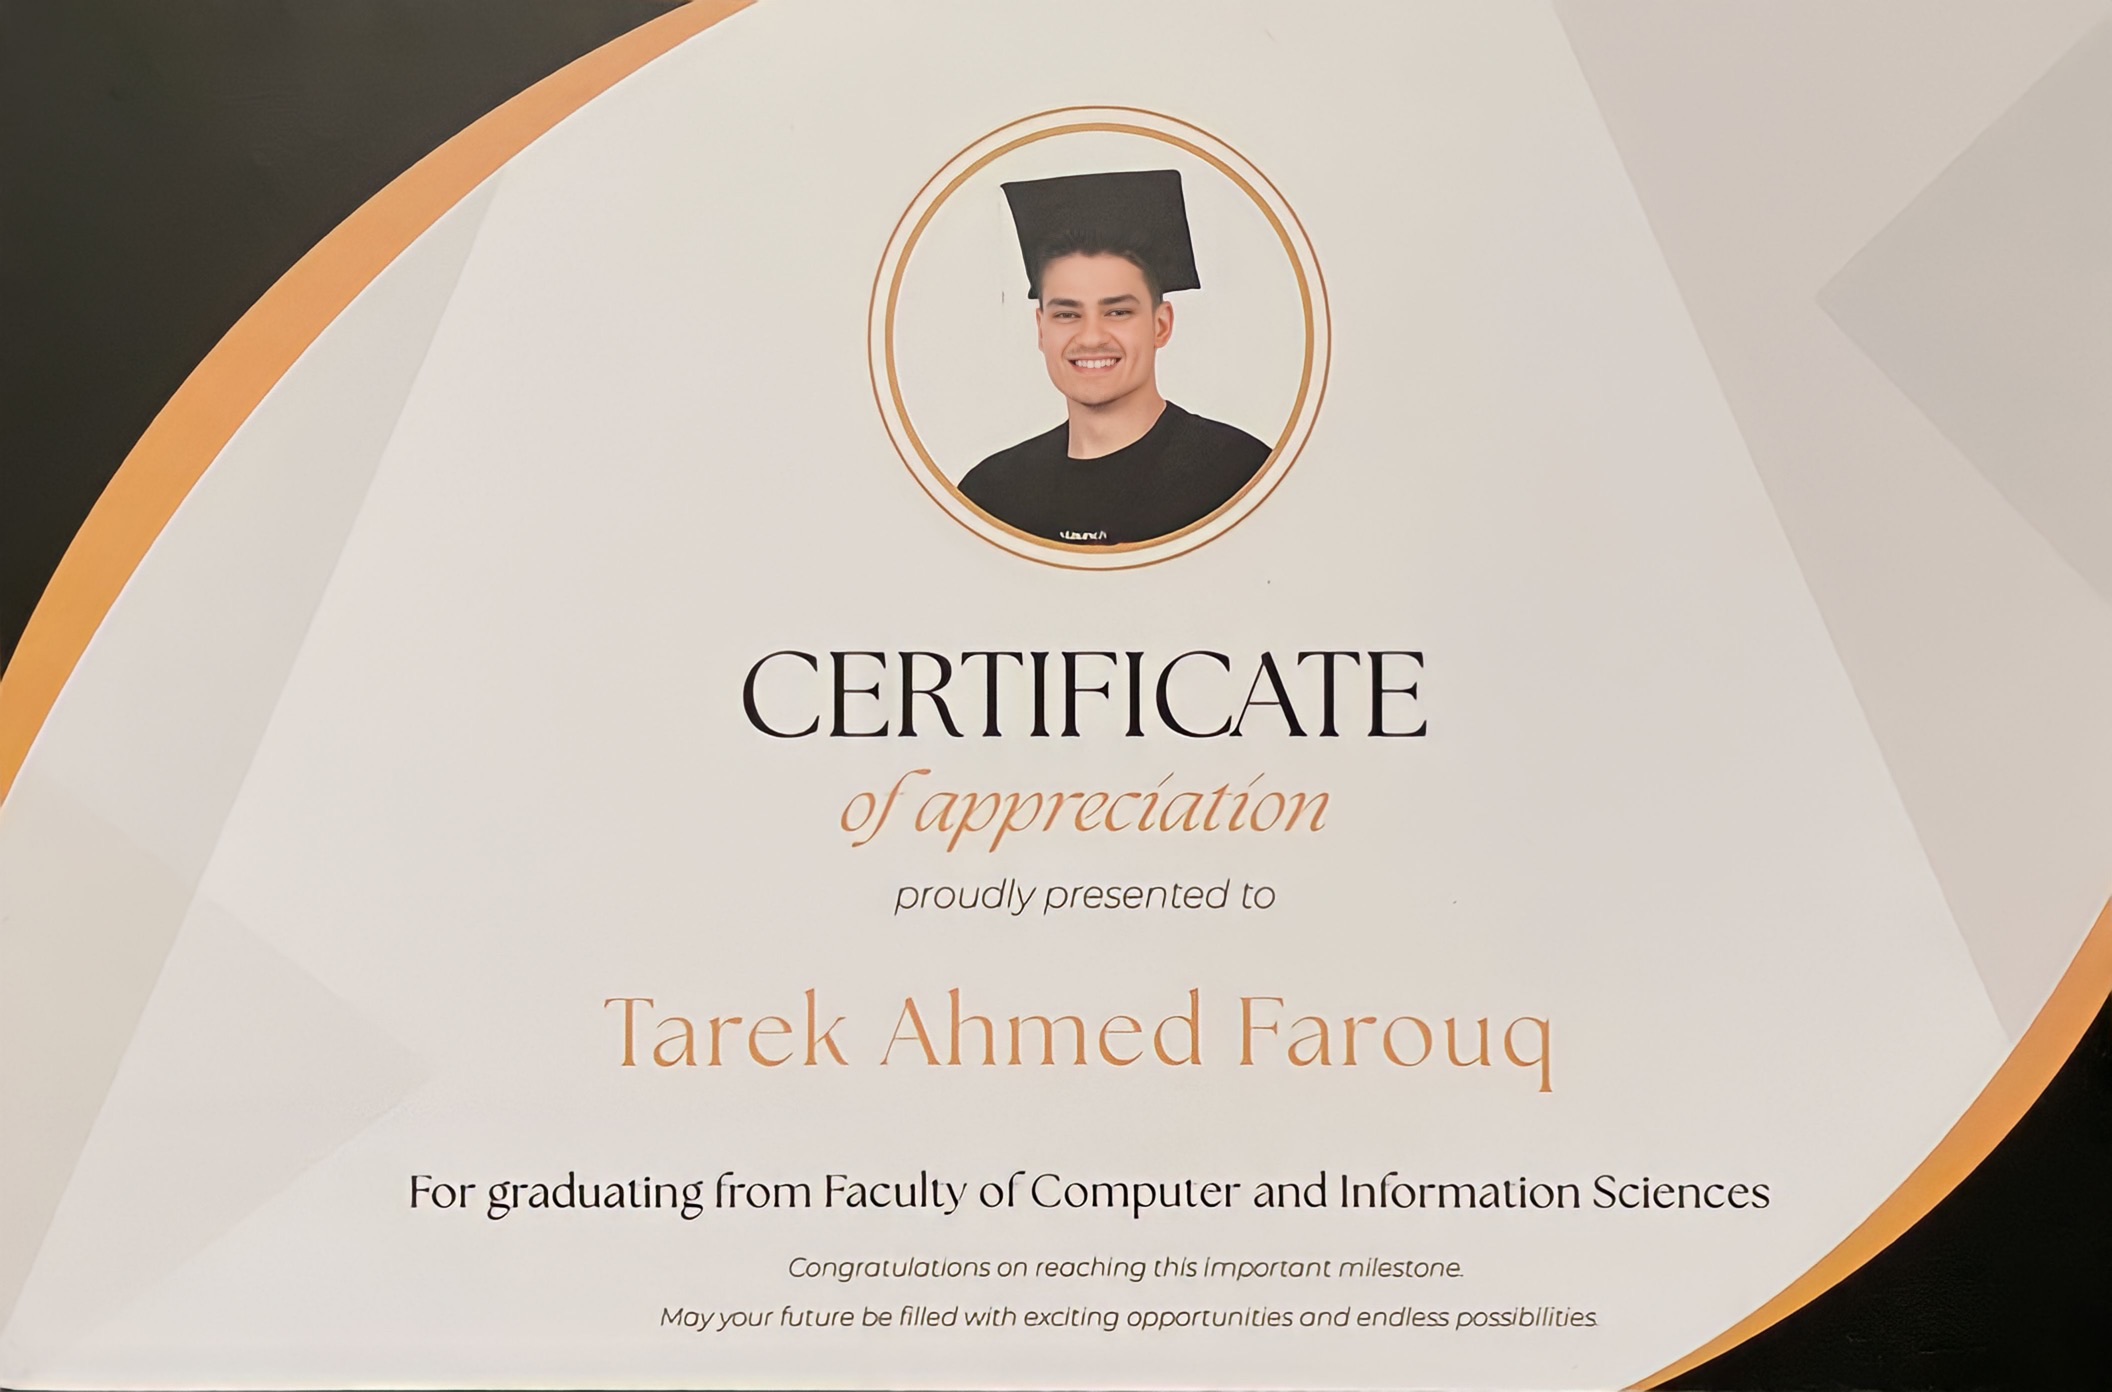 CERTIFICATE
of appreciation
proudly presented to
Tarek Ahmed Farouq
For graduating from Faculty of Computer and Information Sciences
Congratulations on reaching this important milestone.
May your future be filled with exciting opportunities and endless possibilities.